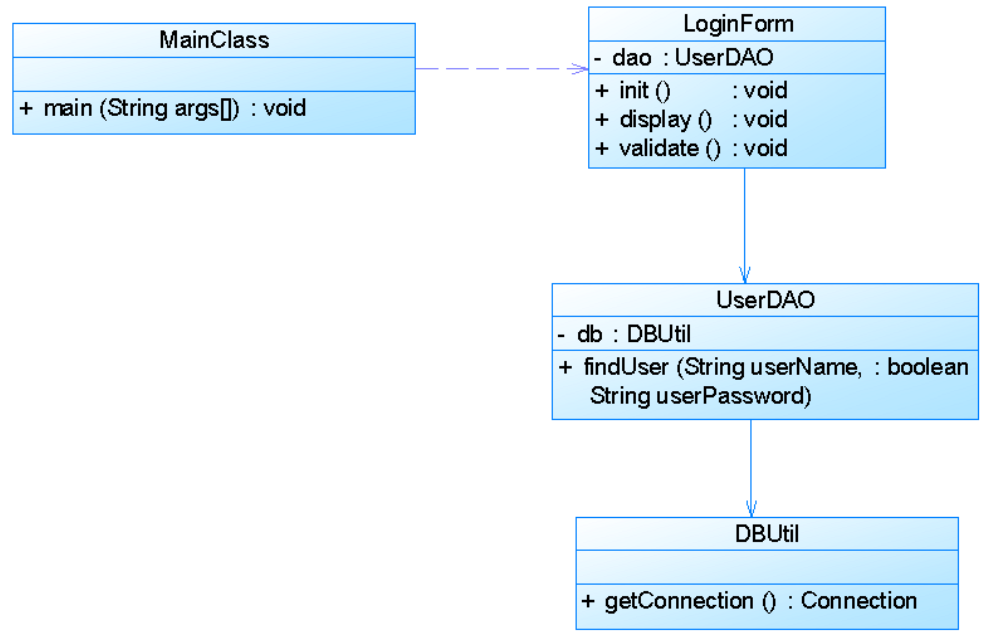 MainClass
+ main (String args[]) : void
LoginForm
- dao : UserDAO
+ init () : void
+ display () : void
+ validate () : void
UserDAO
- db : DBUtil
+ findUser (String userName, : boolean
String userPassword)
DBUtil
+ getConnection () : Connection